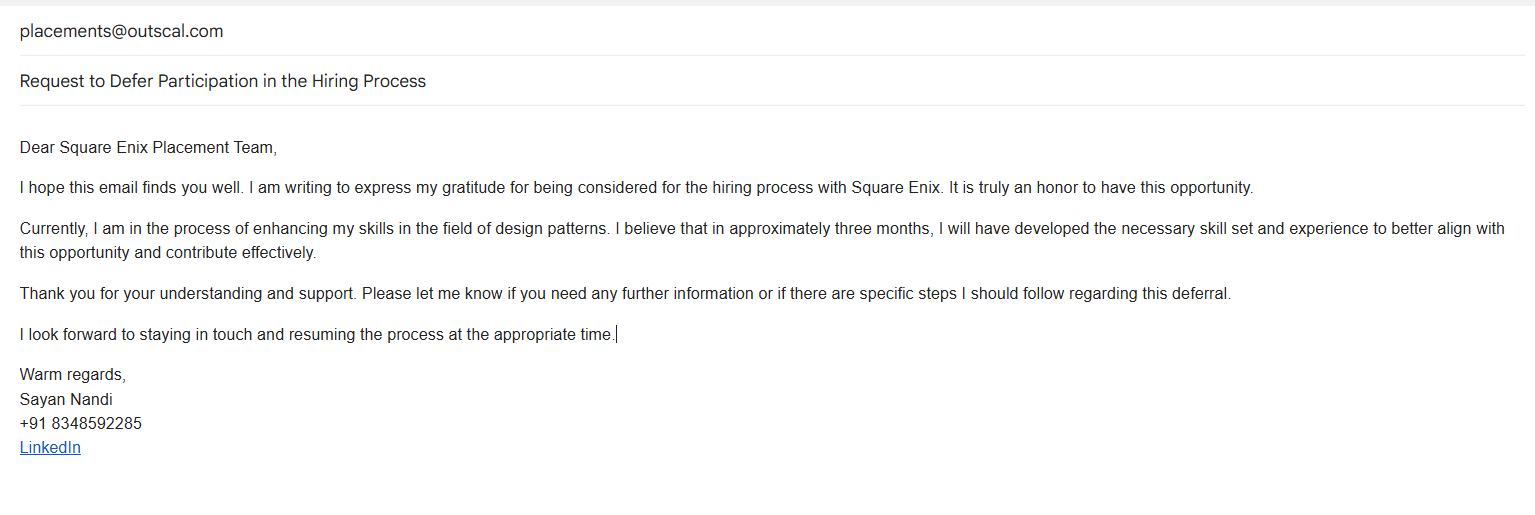 placements@outscal.com
Request to Defer Participation in the Hiring Process
Dear Square Enix Placement Team,
I hope this email finds you well. I am writing to express my gratitude for being considered for the hiring process with Square Enix. It is truly an honor to have this opportunity.
Currently, I am in the process of enhancing my skills in the field of design patterns. I believe that in approximately three months, I will have developed the necessary skill set and experience to better align with
this opportunity and contribute effectively.
Thank you for your understanding and support. Please let me know if you need any further information or if there are specific steps I should follow regarding this deferral.
I look forward to staying in touch and resuming the process at the appropriate time.
Warm regards,
Sayan Nandi
+91 8348592285
LinkedIn